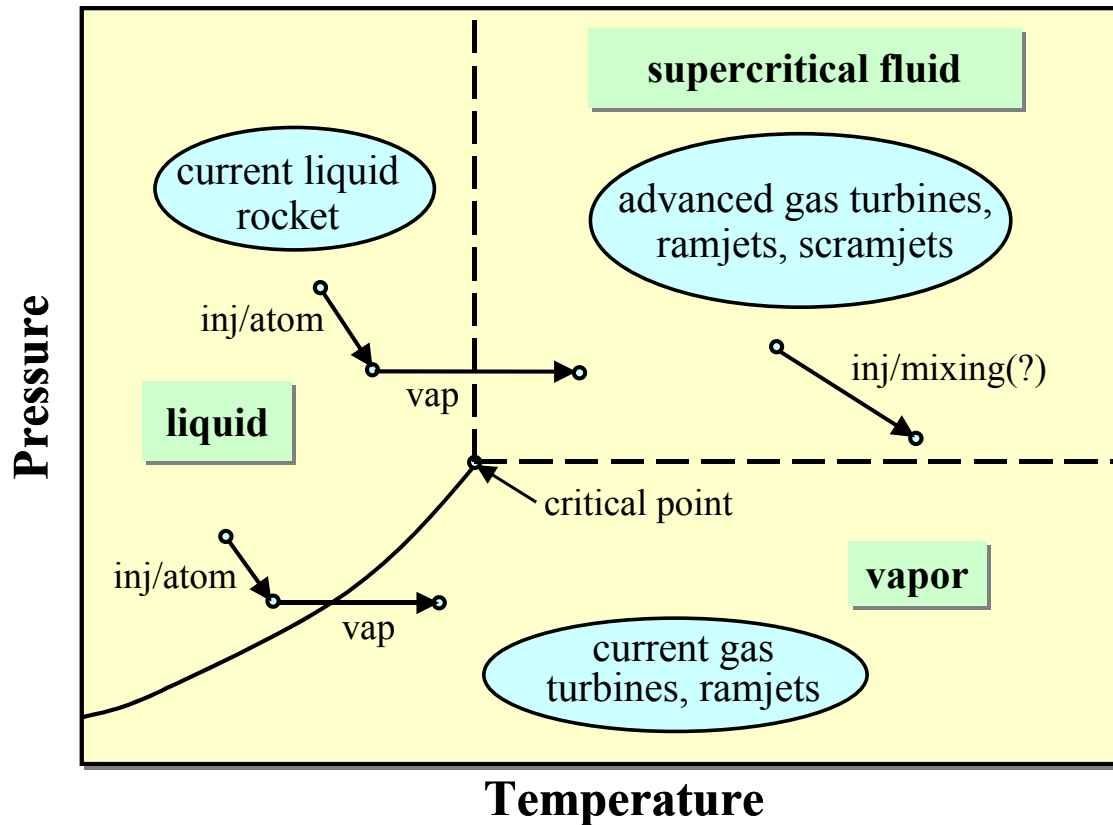 supercritical fluid
current liquid
rocket
advanced gas turbines,
ramjets, scramjets
inj/atom
vap
inj/mixing(?)
liquid
critical point
inj/atom
vap
vapor
current gas
turbines, ramjets
Pressure
Temperature